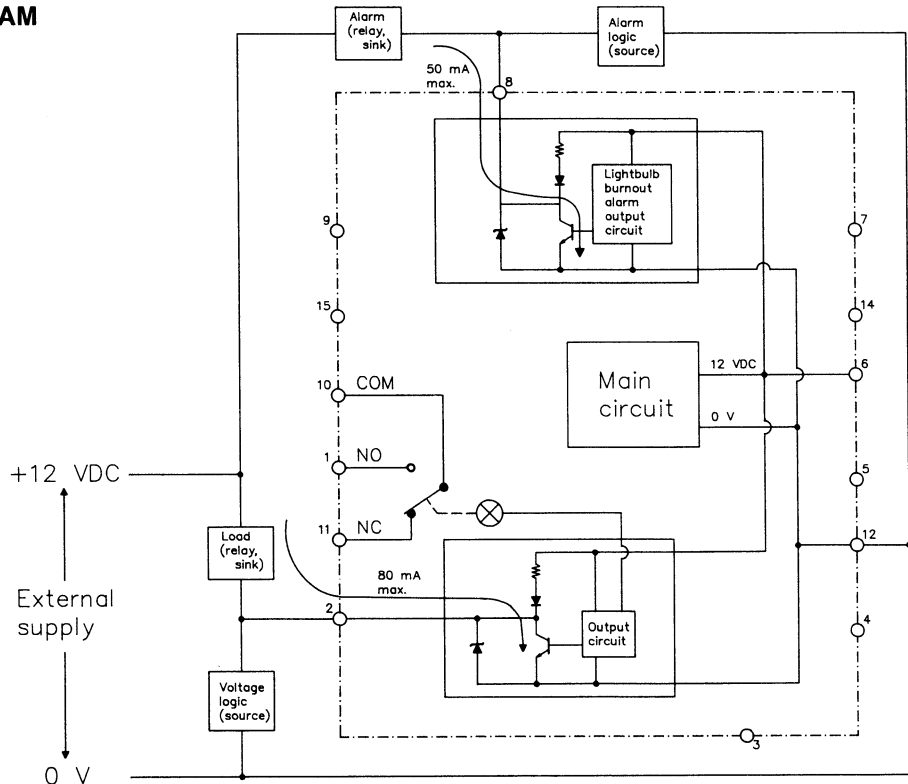 AM
Alarm
(relay,
sink)
Alarm
logic
(source)
50 mA
max.
8
Lightbulb
burnout
alarm
output
circuit
9
7
15
14
10
COM
Main
circuit
12 VDC
6
0 V
1
NO
+12 VDC
5
11
NC
12
Load
(relay,
sink)
80 mA
max.
External
supply
2
Output
circuit
4
Voltage
logic
(source)
3
0 V